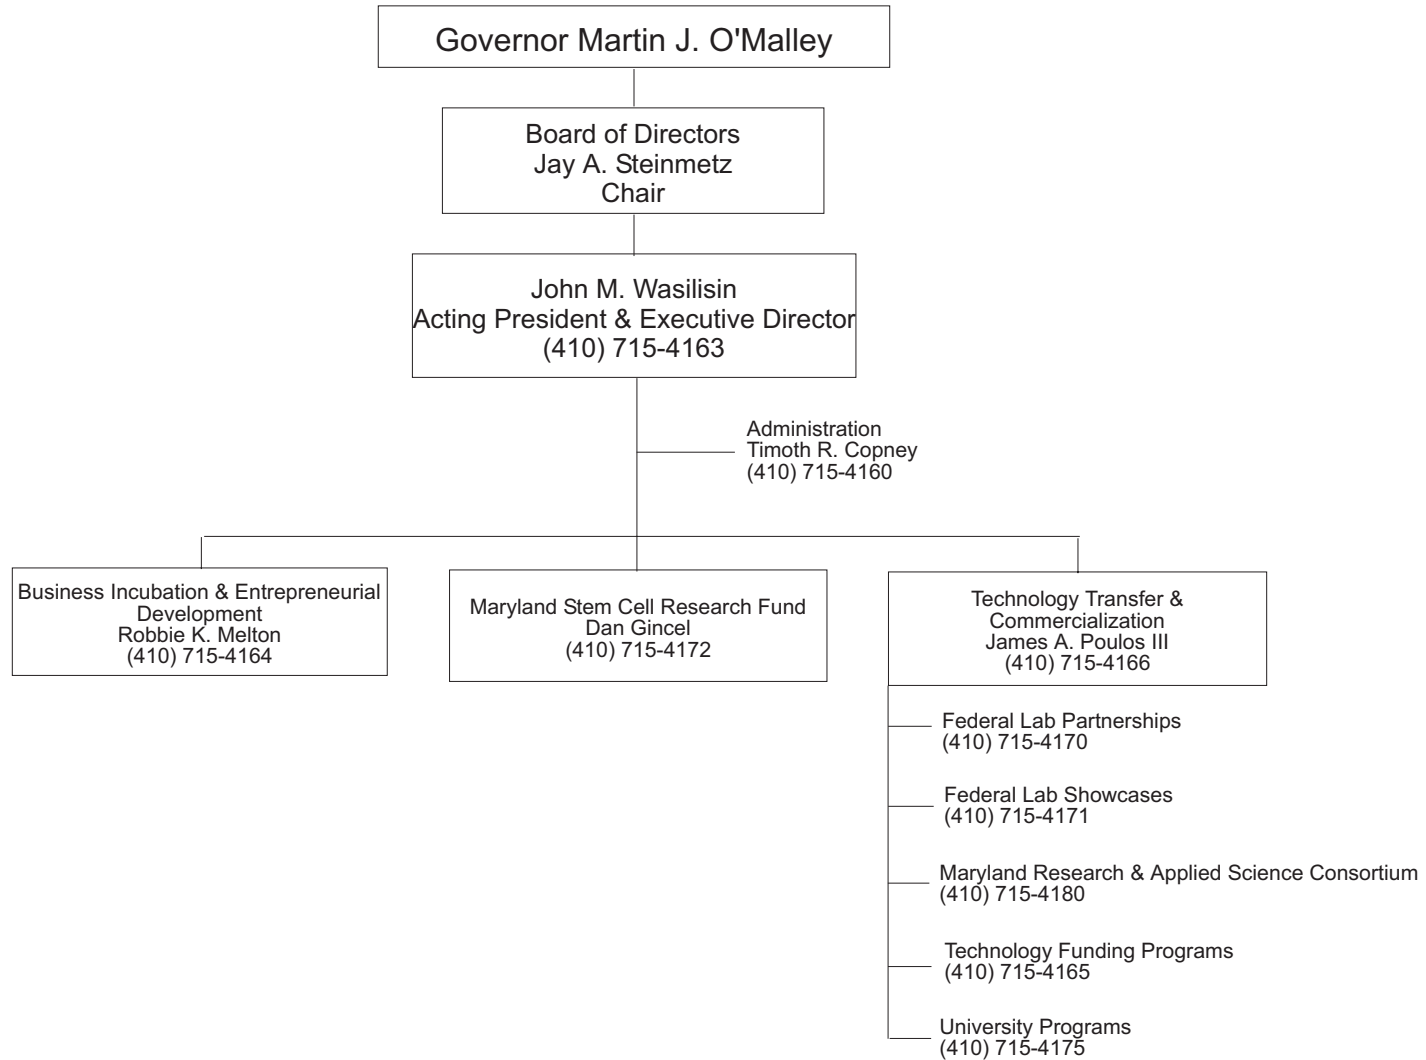 Governor Martin J. O'Malley
Board of Directors
Jay A. Steinmetz
Chair
John M. Wasilisin
Acting President & Executive Director
(410) 715-4163
Administration
Timoth R. Copney
(410) 715-4160
Business Incubation & Entrepreneurial
Development
Robbie K. Melton
(410) 715-4164
Maryland Stem Cell Research Fund
Dan Gincel
(410) 715-4172
Technology Transfer &
Commercialization
James A. Poulos III
(410) 715-4166
Federal Lab Partnerships
(410) 715-4170
Federal Lab Showcases
(410) 715-4171
Maryland Research & Applied Science Consortium
(410) 715-4180
Technology Funding Programs
(410) 715-4165
University Programs
(410) 715-4175